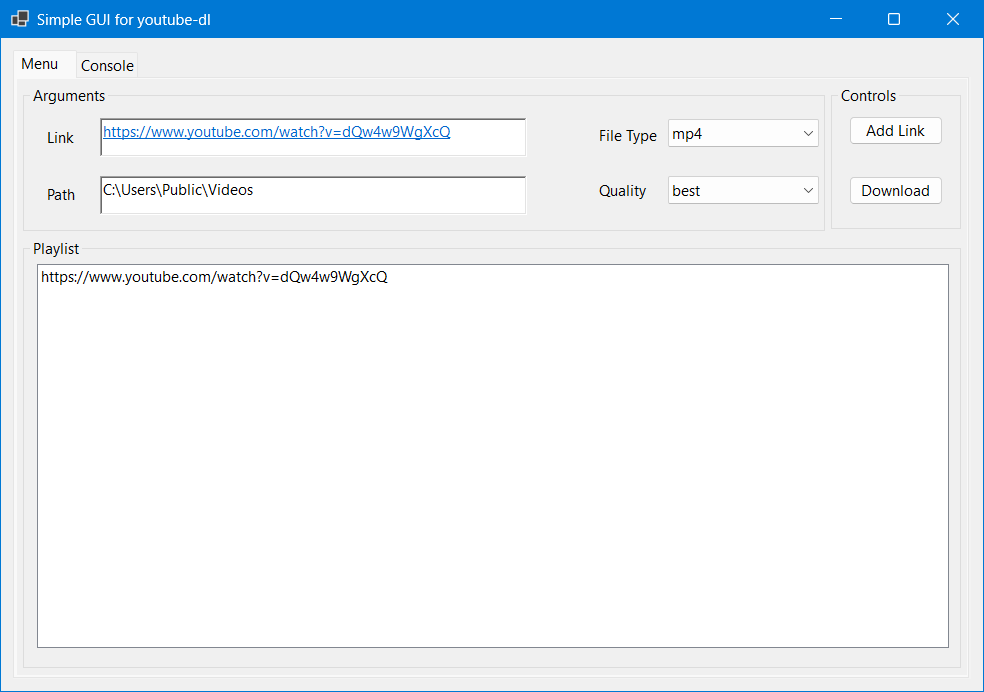 Simple GUI for youtube-dl
Menu
Console
Arguments
Link
https://www.youtube.com/watch?v=dQw4w9WgXcQ
File Type
mp4
Path
C:\Users\Public\Videos
Quality
best
Controls
Add Link
Download
Playlist
https://www.youtube.com/watch?v=dQw4w9WgXcQ